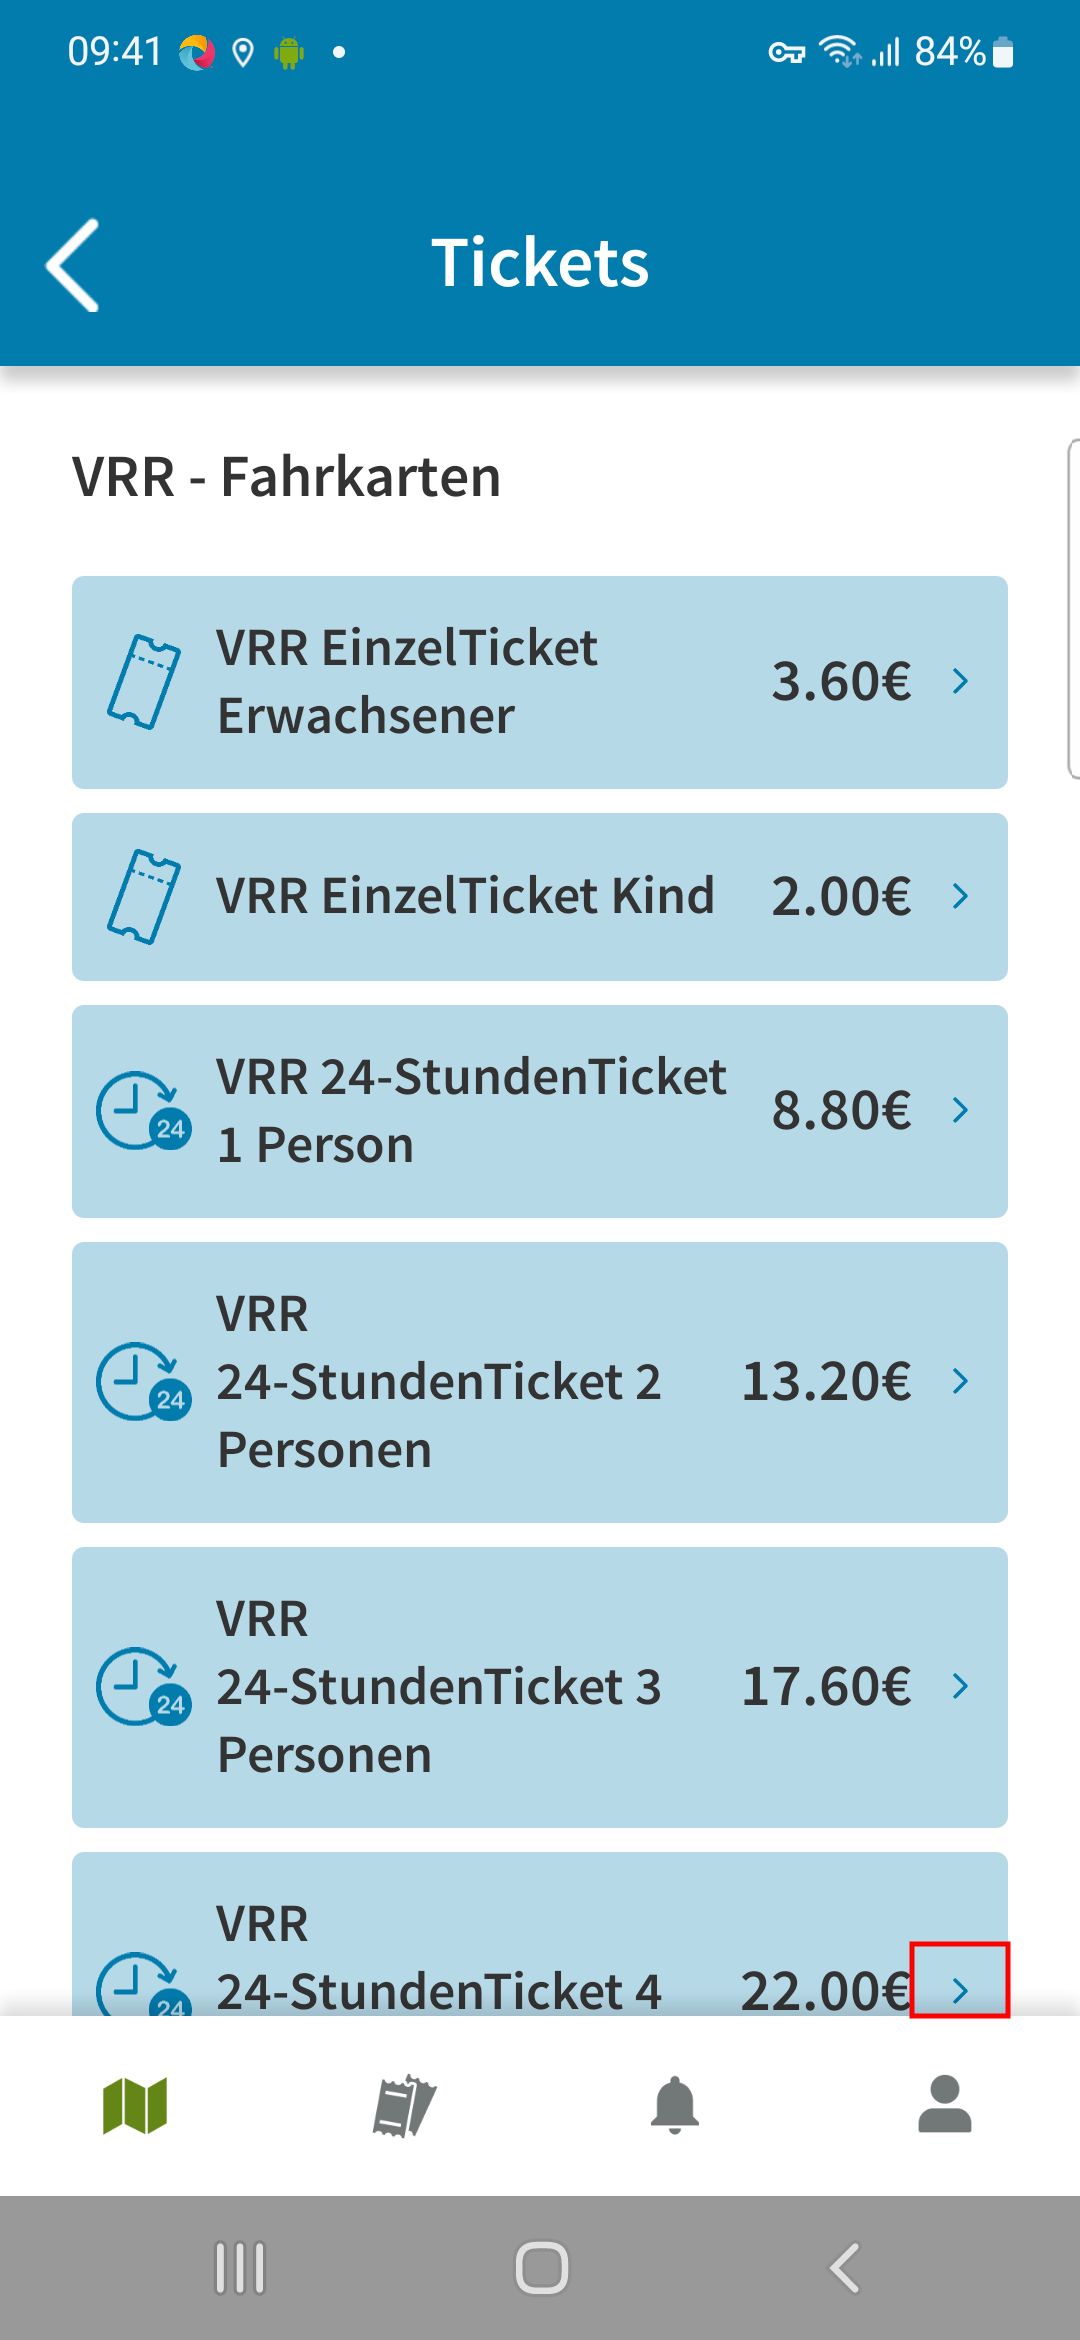 09:41
84%
Tickets
VRR - Fahrkarten
VRR EinzelTicket
Erwachsener
3.60€
VRR EinzelTicket Kind
2.00€
VRR 24-StundenTicket
1 Person
8.80€
24
VRR
24-StundenTicket 2
Personen
13.20€
24
VRR
24-StundenTicket 3
Personen
17.60€
24
VRR
24-StundenTicket 4
22.00€
24